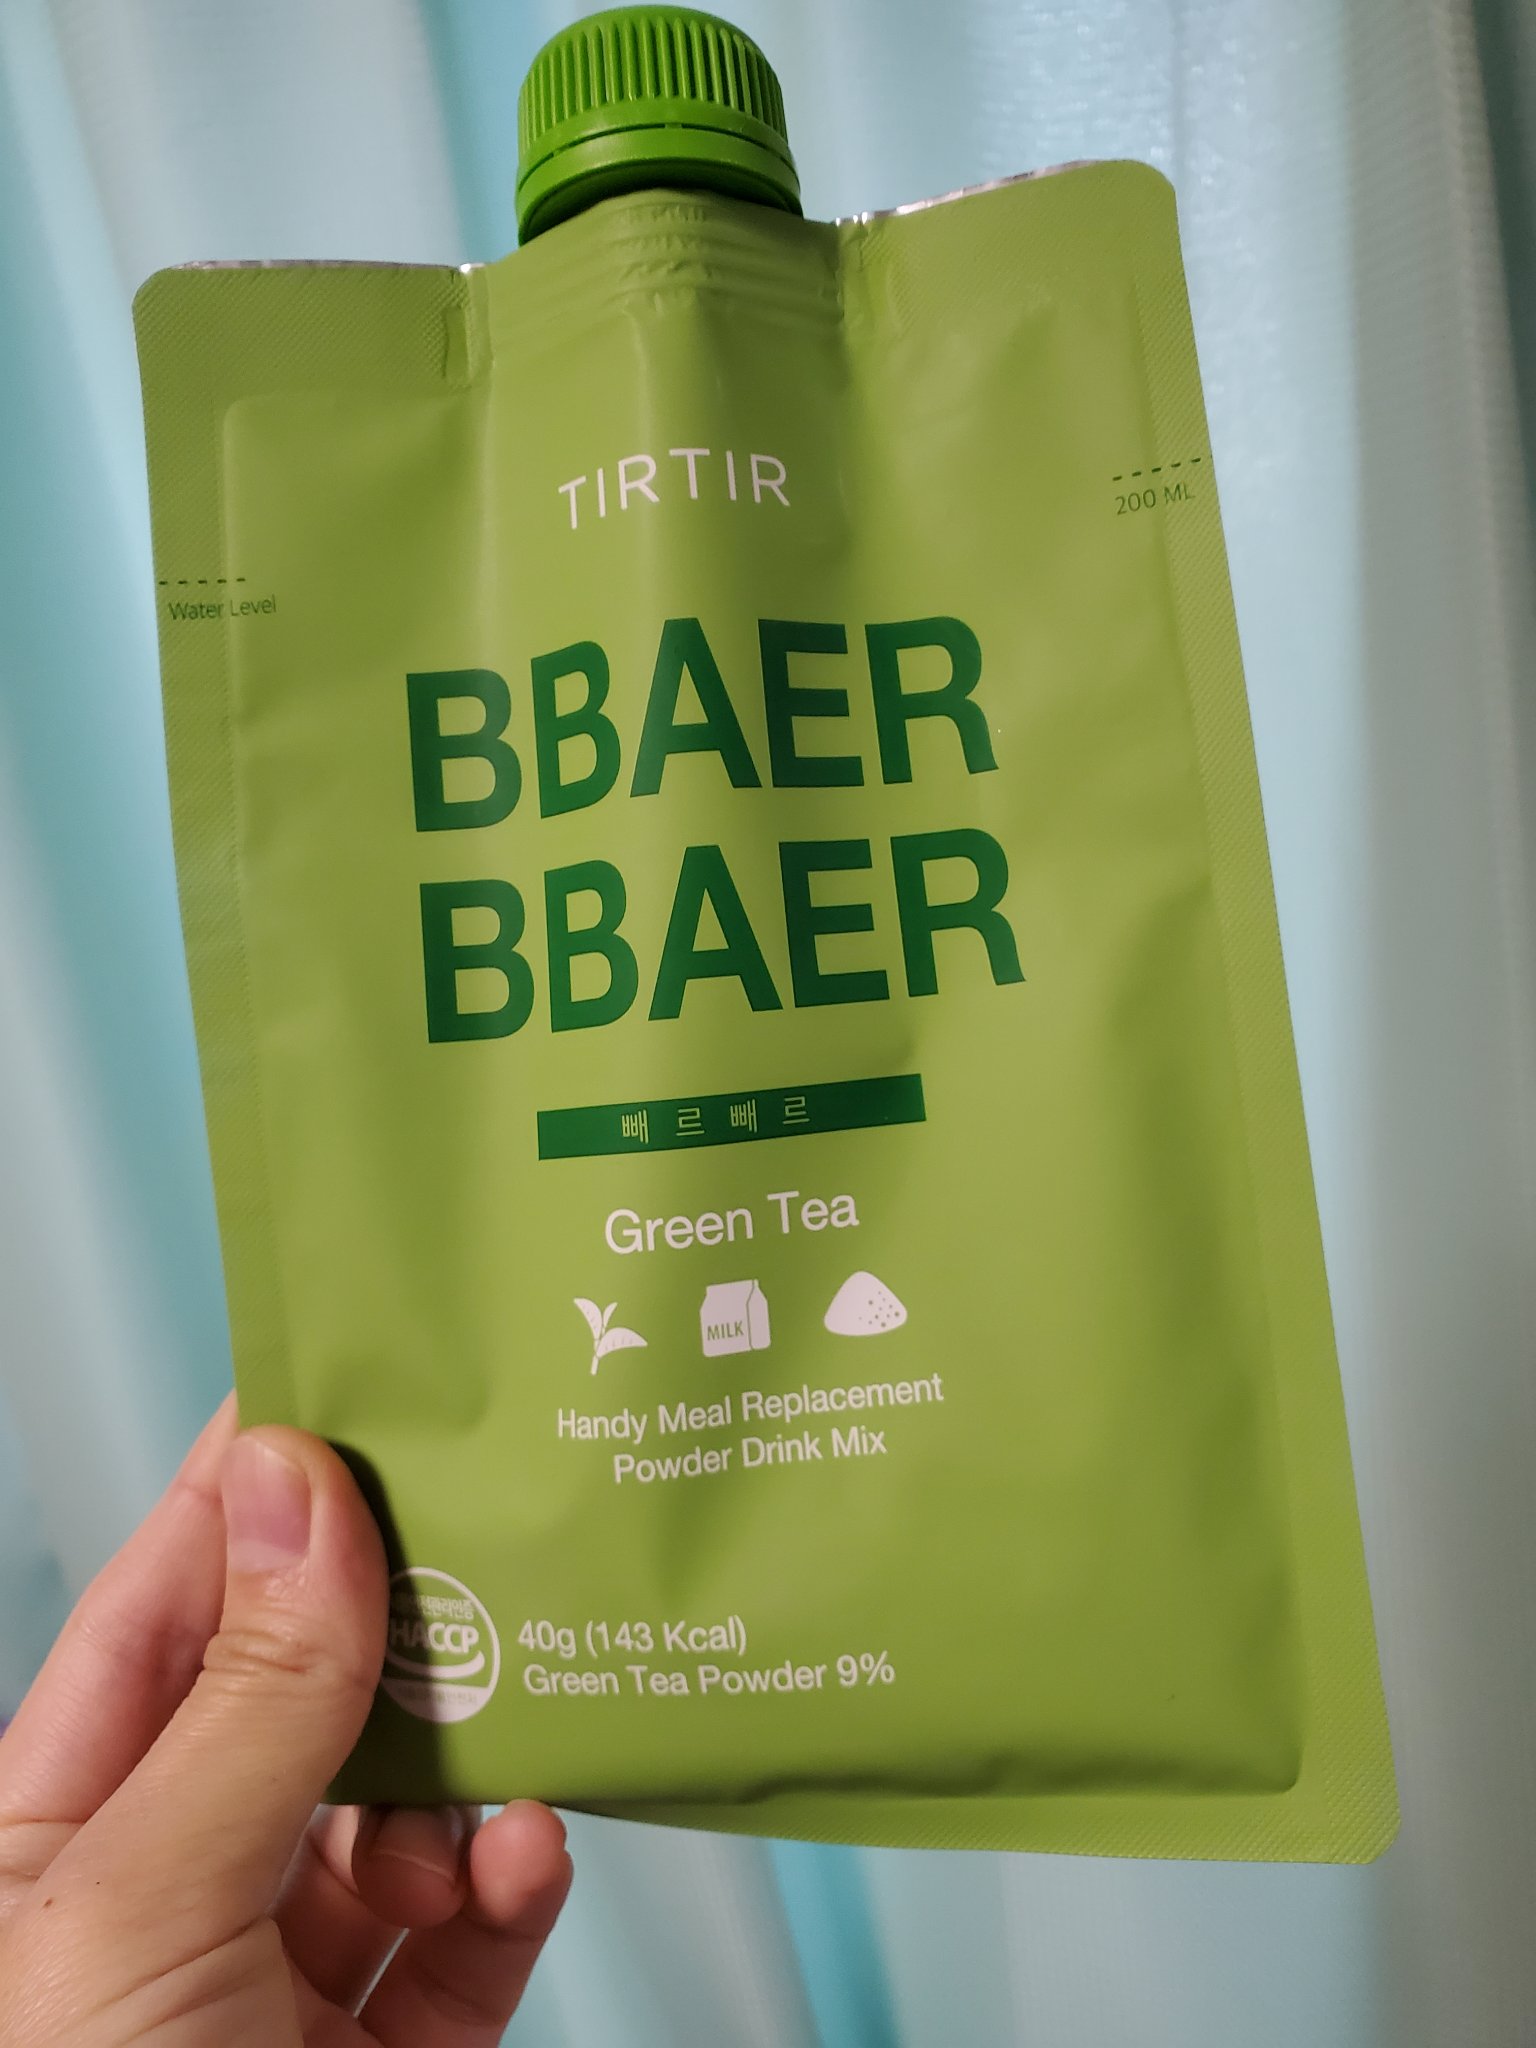 TIRTIR
200 ML
Water Level
BBAER
BBAER
빼르빼르
Green Tea
MILK
Handy Meal Replacement
Powder Drink Mix
HACCP
40g (143 Kcal)
Green Tea Powder 9%